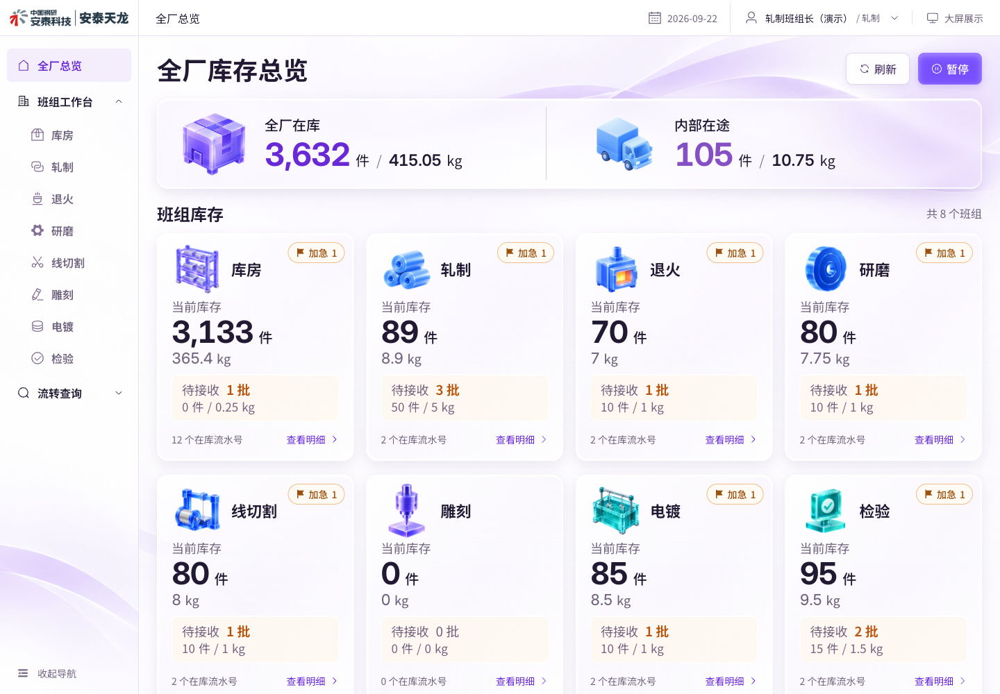 中国钢研
安泰科技
安泰天龙
全厂总览
2026-09-22
轧制班组长（演示） / 轧制
大屏展示
全厂总览
班组工作台
库房
轧制
退火
研磨
线切割
雕刻
电镀
检验
流转查询
收起导航
全厂库存总览
刷新
暂停
全厂在库
3,632 件 / 415.05 kg
内部在途
105 件 / 10.75 kg
班组库存
共 8 个班组
库房
加急 1
当前库存
3,133 件
365.4 kg
待接收 1 批
0 件 / 0.25 kg
12 个在库流水号
查看明细
轧制
加急 1
当前库存
89 件
8.9 kg
待接收 3 批
50 件 / 5 kg
2 个在库流水号
查看明细
退火
加急 1
当前库存
70 件
7 kg
待接收 1 批
10 件 / 1 kg
2 个在库流水号
查看明细
研磨
加急 1
当前库存
80 件
7.75 kg
待接收 1 批
10 件 / 1 kg
2 个在库流水号
查看明细
线切割
加急 1
当前库存
80 件
8 kg
待接收 1 批
10 件 / 1 kg
2 个在库流水号
查看明细
雕刻
当前库存
0 件
0 kg
待接收 0 批
0 件 / 0 kg
0 个在库流水号
查看明细
电镀
加急 1
当前库存
85 件
8.5 kg
待接收 1 批
10 件 / 1 kg
2 个在库流水号
查看明细
检验
加急 1
当前库存
95 件
9.5 kg
待接收 2 批
15 件 / 1.5 kg
2 个在库流水号
查看明细